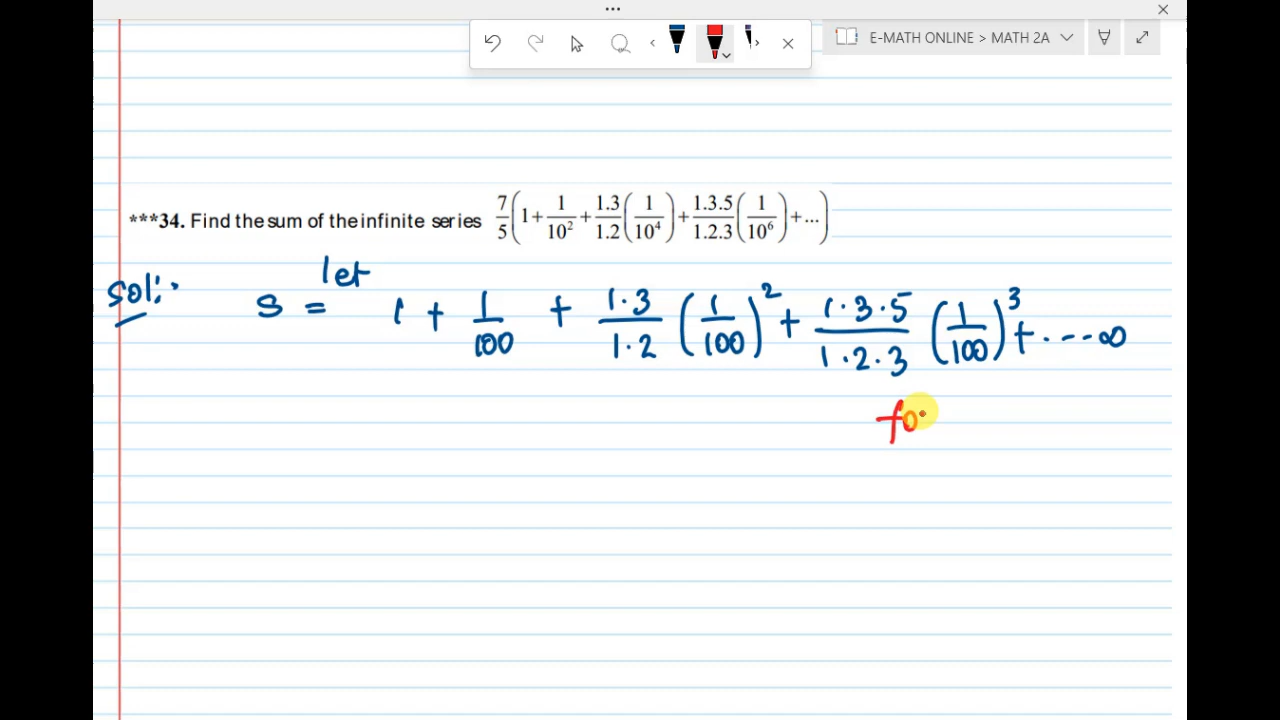 E-MATH ONLINE > MATH 2A
***34. Find the sum of the infinite series 7/5(1+1/10²+1.3/1.2(1/10⁴)+1.3.5/1.2.3(1/10⁶)+...)
Sol:. let
S = 1 + 1/100 + 1·3/1·2 (1/100)² + 1·3·5/1·2·3 (1/100)³ + ·--- ∞
fo